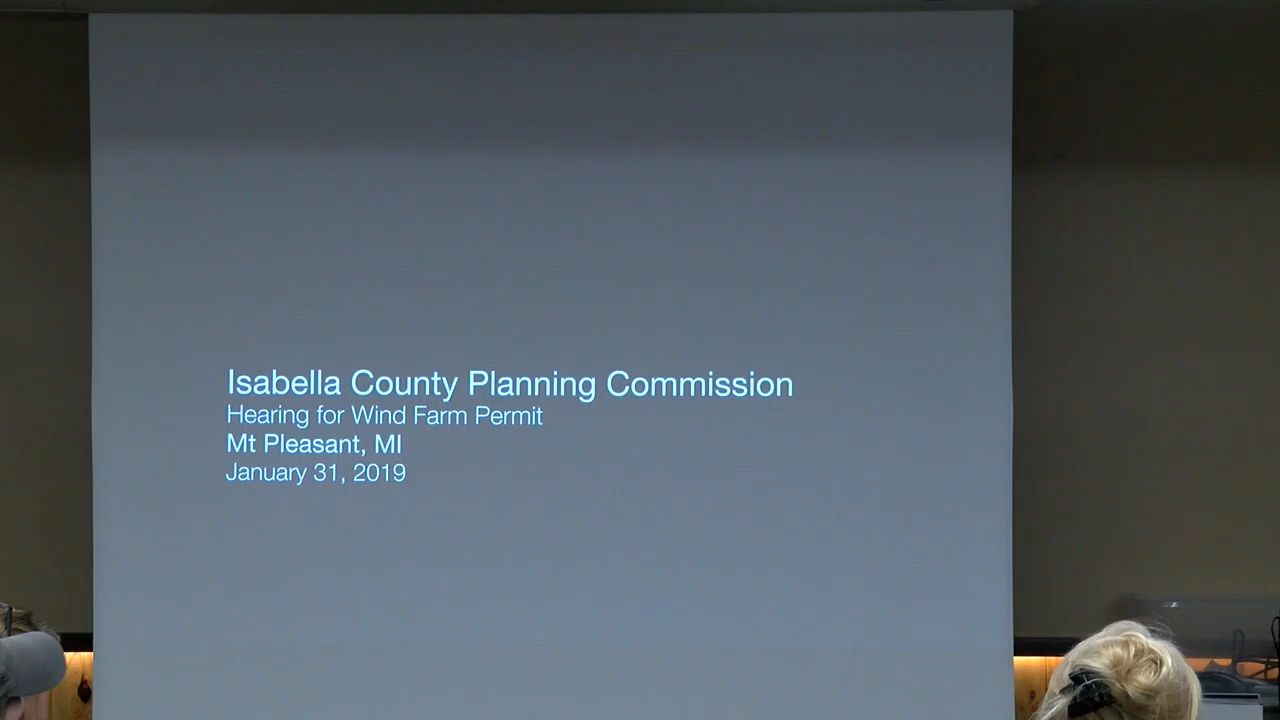 Isabella County Planning Commission
Hearing for Wind Farm Permit
Mt Pleasant, MI
January 31, 2019